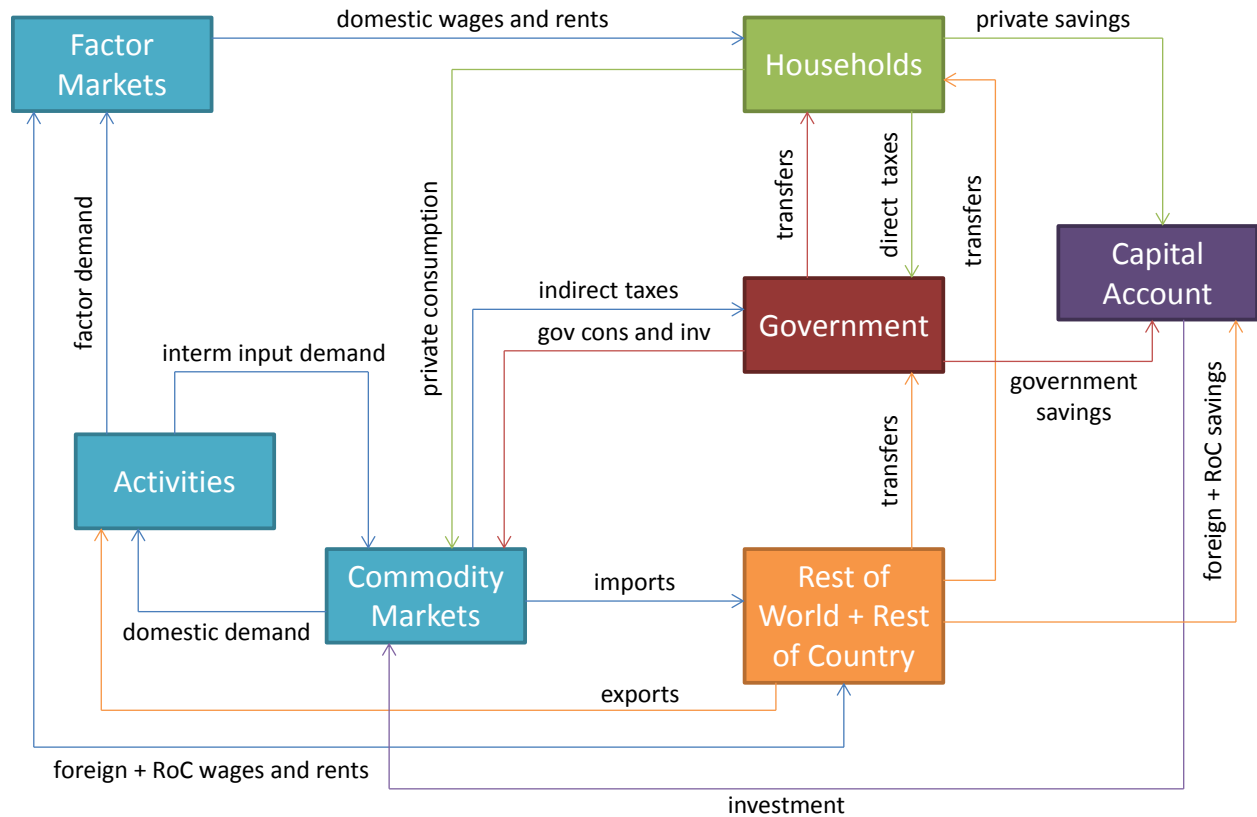 domestic wages and rents
private savings
Factor
Markets
Households
factor demand
private consumption
transfers
direct taxes
transfers
Capital
Account
indirect taxes
gov cons and inv
Government
interm input demand
government
savings
transfers
foreign + RoC savings
Activities
Commodity
Markets
imports
Rest of
World + Rest
of Country
domestic demand
exports
foreign + RoC wages and rents
investment